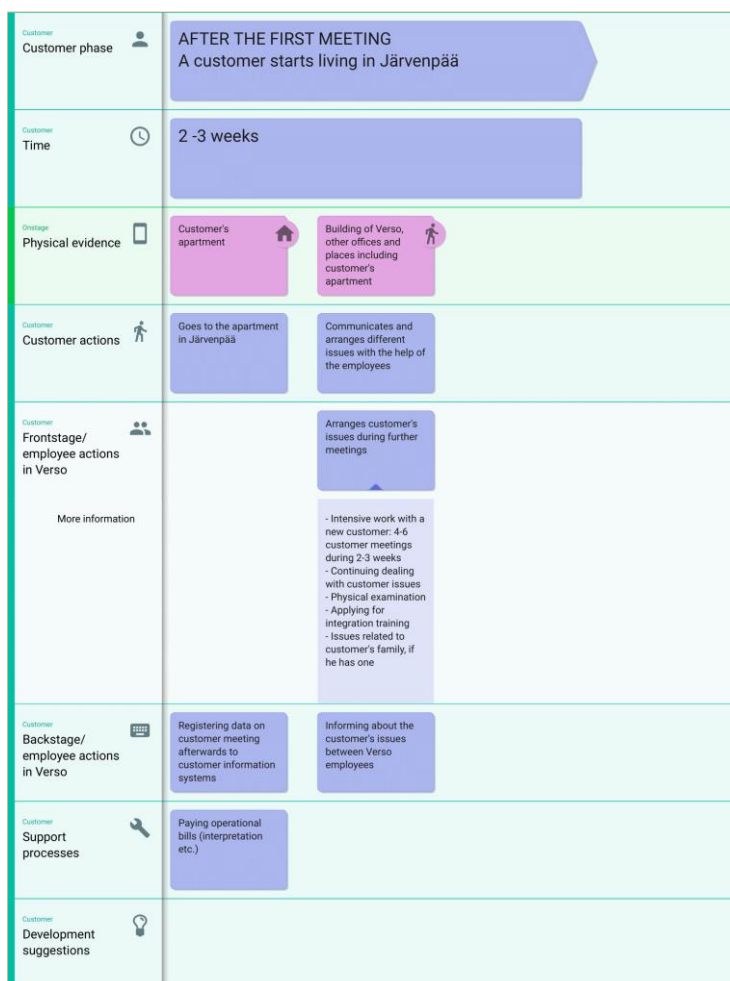 Customer
Customer phase
AFTER THE FIRST MEETING
A customer starts living in Järvenpää
Customer
Time
2 -3 weeks
Onstage
Physical evidence
Customer's
apartment
Building of Verso,
other offices and
places including
customer's
apartment
Customer
Customer actions
Goes to the apartment
in Järvenpää
Communicates and
arranges different
issues with the help of
the employees
Customer
Frontstage/
employee actions
in Verso
Arranges customer's
issues during further
meetings
More information
- Intensive work with a
new customer: 4-6
customer meetings
during 2-3 weeks
- Continuing dealing
with customer issues
- Physical examination
- Applying for
integration training
- Issues related to
customer's family, if
he has one
Customer
Backstage/
employee actions
in Verso
Registering data on
customer meeting
afterwards to
customer information
systems
Informing about the
customer's issues
between Verso
employees
Customer
Support
processes
Paying operational
bills (interpretation
etc.)
Customer
Development
suggestions